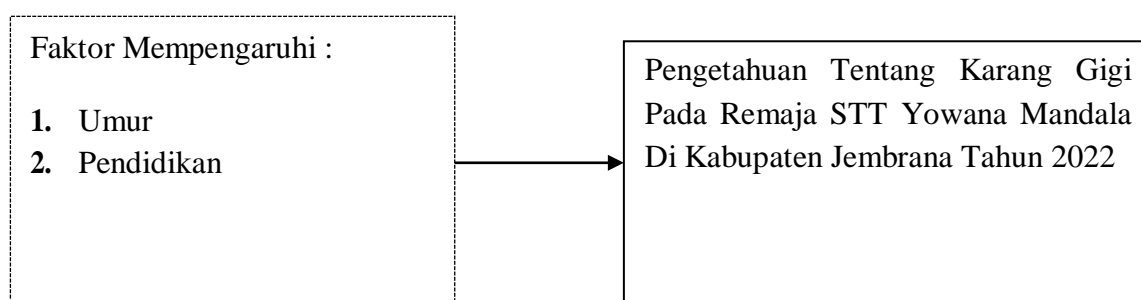 Faktor Mempengaruhi :
1. Umur
2. Pendidikan
Pengetahuan Tentang Karang Gigi
Pada Remaja STT Yowana Mandala
Di Kabupaten Jembrana Tahun 2022